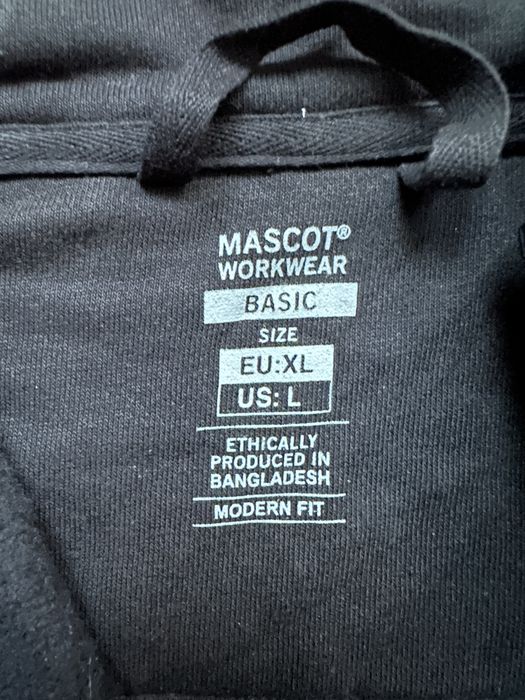 MASCOT®
WORKWEAR
BASIC
SIZE
EU:XL
US: L
ETHICALLY
PRODUCED IN
BANGLADESH
MODERN FIT